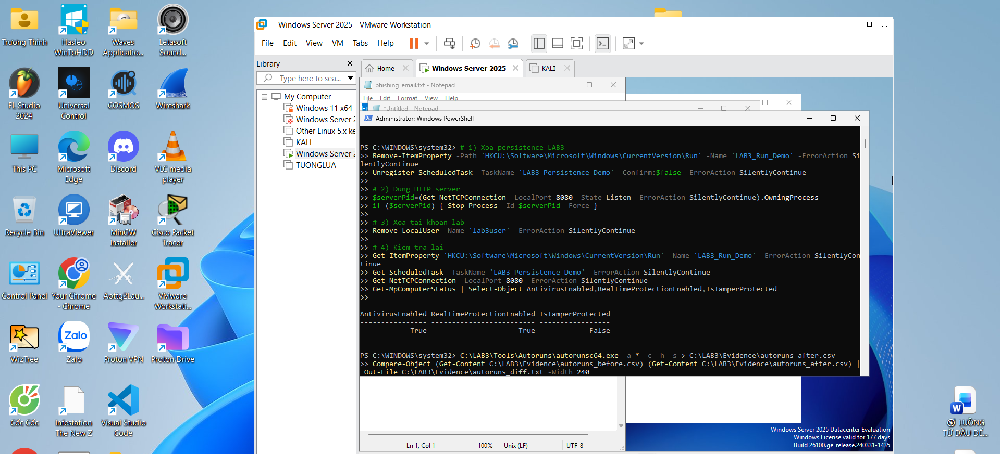 Trương Thinh
Hasleo
WinToHDD
Waves
Applicatio...
Letasoft
Sound...
FL Studio
2024
Universal
Control
COSMOS
Wireshark
This PC
Microsoft
Edge
Discord
VLC media
player
Recycle Bin
UltraViewer
MinGW
Installer
Cisco Packet
Tracer
Control Panel
Your Chrome
- Chrome
Aottg2Lau...
VMware
Workstati...
WizTree
Zalo
Zalo
Proton VPN
Proton Drive
Cốc Cốc
Infestation
The New Z
Visual Studio
Code
Windows Server 2025 - VMware Workstation
File Edit View VM Tabs Help
Library
Type here to sea...
My Computer
Windows 11 x64
Windows Server 2
Other Linux 5.x ke
KALI
Windows Server 2
TUONGLUA
Home
Windows Server 2025
KALI
phishing_email.txt - Notepad
File Edit Format View Help
*Untitled - Notepad
Administrator: Windows PowerShell
PS C:\WINDOWS\system32> # 1) Xoa persistence LAB3
>> Remove-ItemProperty -Path 'HKCU:\Software\Microsoft\Windows\CurrentVersion\Run' -Name 'LAB3_Run_Demo' -ErrorAction Si
lentlyContinue
>> Unregister-ScheduledTask -TaskName 'LAB3_Persistence_Demo' -Confirm:$false -ErrorAction SilentlyContinue
>>
>> # 2) Dung HTTP server
>> $serverPid=(Get-NetTCPConnection -LocalPort 8080 -State Listen -ErrorAction SilentlyContinue).OwningProcess
>> if ($serverPid) { Stop-Process -Id $serverPid -Force }
>>
>> # 3) Xoa tai khoan lab
>> Remove-LocalUser -Name 'lab3user' -ErrorAction SilentlyContinue
>>
>> # 4) Kiem tra lai
>> Get-ItemProperty 'HKCU:\Software\Microsoft\Windows\CurrentVersion\Run' -Name 'LAB3_Run_Demo' -ErrorAction SilentlyCon
tinue
>> Get-ScheduledTask -TaskName 'LAB3_Persistence_Demo' -ErrorAction SilentlyContinue
>> Get-NetTCPConnection -LocalPort 8080 -ErrorAction SilentlyContinue
>> Get-MpComputerStatus | Select-Object AntivirusEnabled,RealTimeProtectionEnabled,IsTamperProtected
>>
AntivirusEnabled RealTimeProtectionEnabled IsTamperProtected
---------------- ------------------------- -----------------
True True False
PS C:\WINDOWS\system32> C:\LAB3\Tools\Autoruns\autorunsc64.exe -a * -c -h -s > C:\LAB3\Evidence\autoruns_after.csv
>> Compare-Object (Get-Content C:\LAB3\Evidence\autoruns_before.csv) (Get-Content C:\LAB3\Evidence\autoruns_after.csv) |
Out-File C:\LAB3\Evidence\autoruns_diff.txt -Width 240
Ln 1, Col 1
100%
Unix (LF)
UTF-8
Windows Server 2025 Datacenter Evaluation
Windows License valid for 177 days
Build 26100.ge_release.240331-1435
LUỒNG
TỪ ĐẦU ĐẾ...